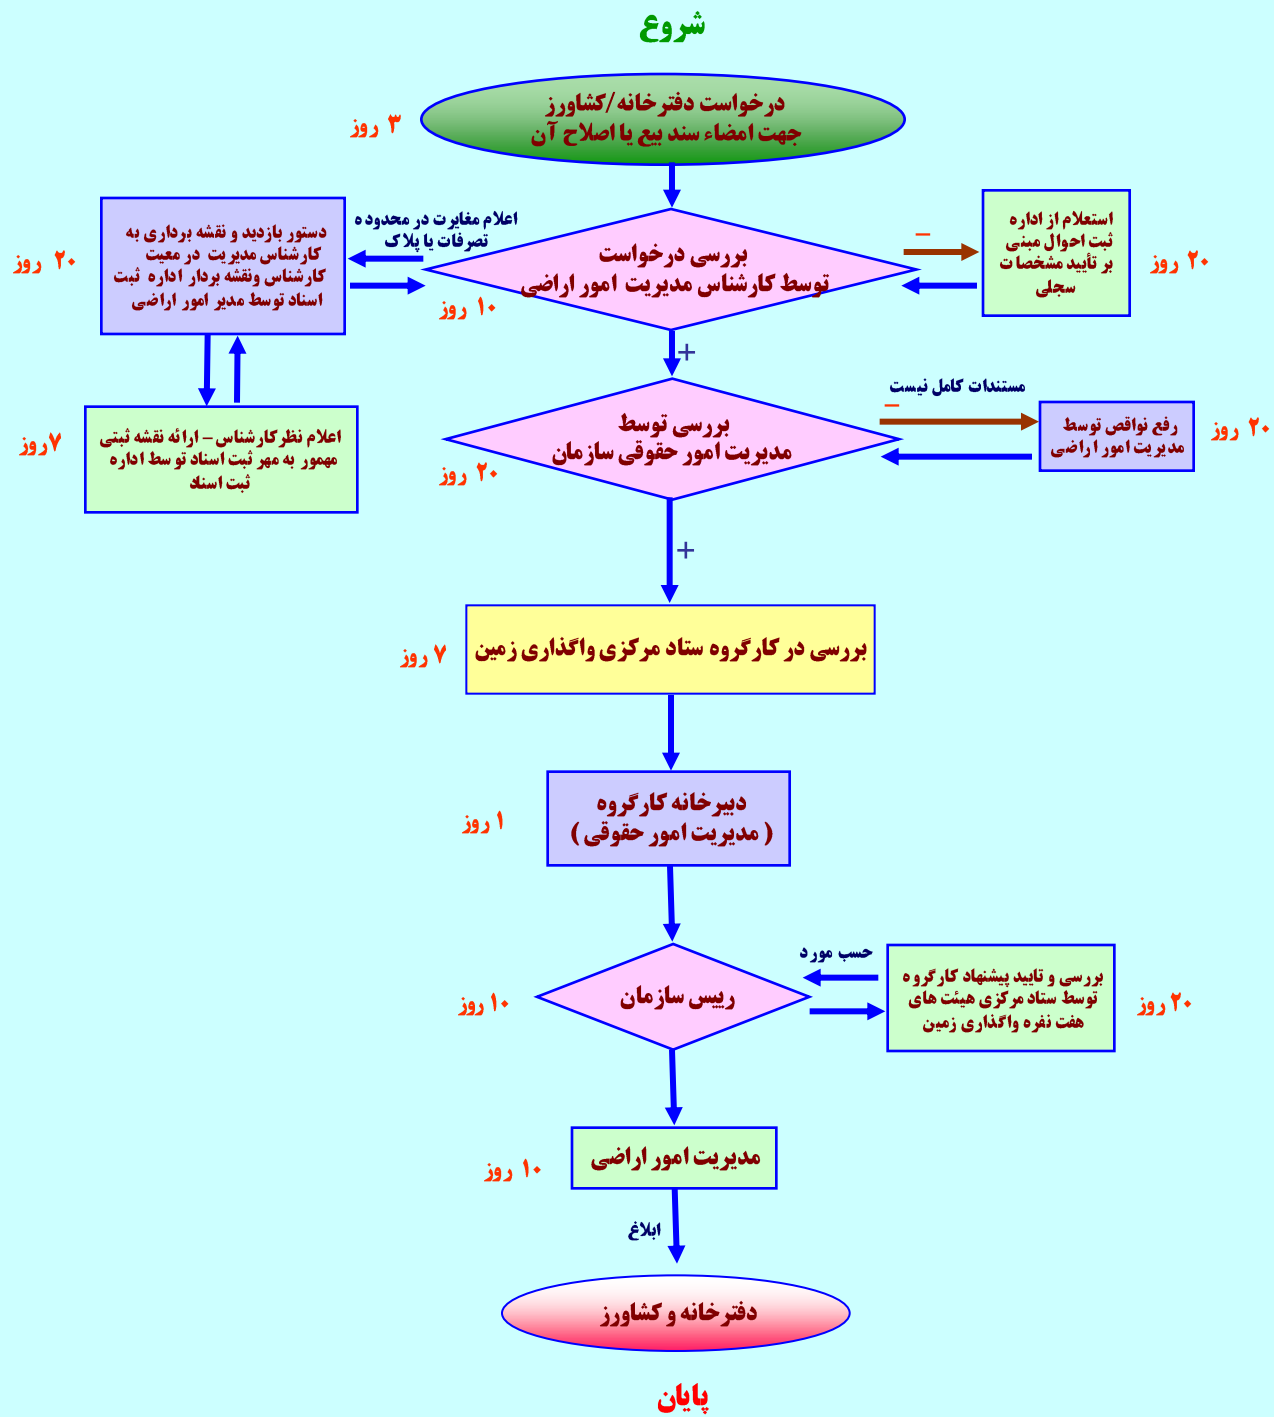 شروع
درخواست دفترخانه/کشاورز
جهت امضاء سند بیع یا اصلاح آن
۳ روز
استعلام از اداره
ثبت احوال مبنی
بر تأیید مشخصات
سجلی
۲۰ روز
–
بررسی درخواست
توسط کارشناس مدیریت امور اراضی
۱۰ روز
اعلام مغایرت در محدوده
تصرفات یا پلاک
دستور بازدید و نقشه برداری به
کارشناس مدیریت در معیت
کارشناس ونقشه بردار اداره ثبت
اسناد توسط مدیر امور اراضی
۲۰ روز
+
اعلام نظرکارشناس – ارائه نقشه ثبتی
مهمور به مهر ثبت اسناد توسط اداره
ثبت اسناد
۷روز
مستندات کامل نیست
–
رفع نواقص توسط
مدیریت امور اراضی
۲۰ روز
بررسی توسط
مدیریت امور حقوقی سازمان
۲۰ روز
+
بررسی در کارگروه ستاد مرکزی واگذاری زمین
۷ روز
دبیرخانه کارگروه
( مدیریت امور حقوقی )
۱ روز
حسب مورد
بررسی و تایید پیشنهاد کارگروه
توسط ستاد مرکزی هیئت های
هفت نفره واگذاری زمین
۲۰ روز
رییس سازمان
۱۰ روز
مدیریت امور اراضی
۱۰ روز
ابلاغ
دفترخانه و کشاورز
پایان